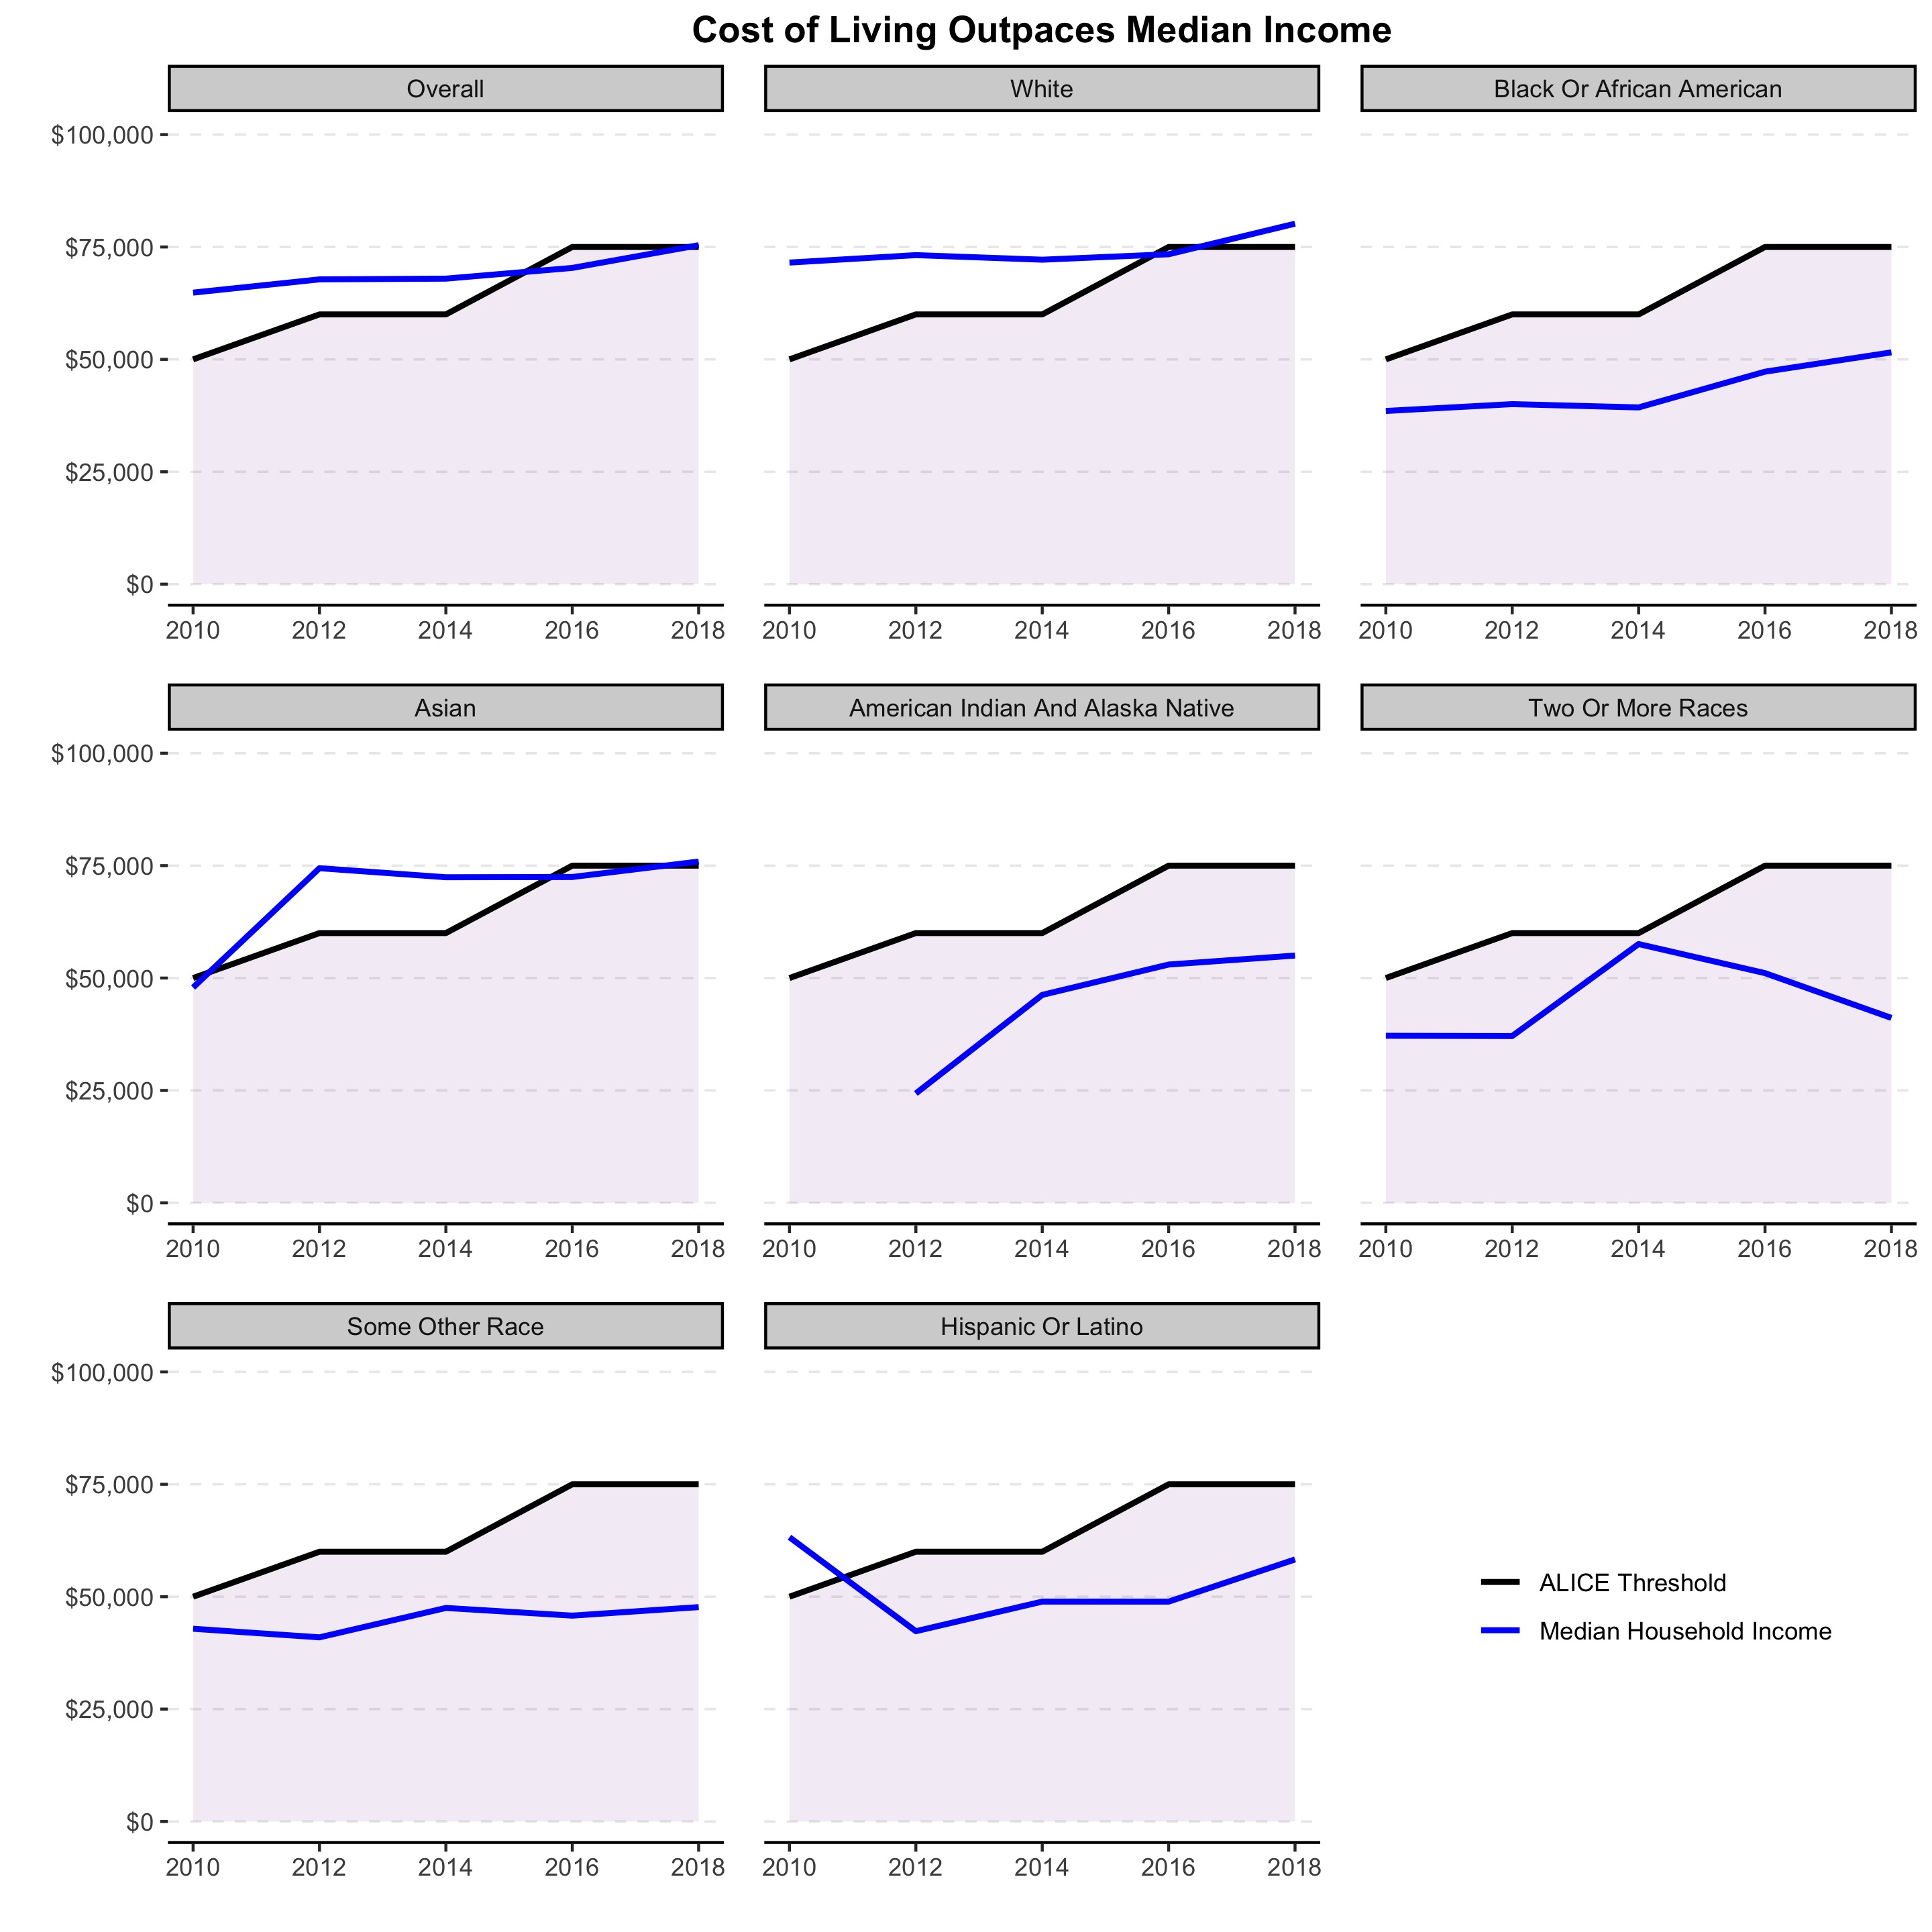 Cost of Living Outpaces Median Income
Overall
White
Black Or African American
$100,000
$75,000
$50,000
$25,000
$0
2010 2012 2014 2016 2018
2010 2012 2014 2016 2018
2010 2012 2014 2016 2018
Asian
American Indian And Alaska Native
Two Or More Races
$100,000
$75,000
$50,000
$25,000
$0
2010 2012 2014 2016 2018
2010 2012 2014 2016 2018
2010 2012 2014 2016 2018
Some Other Race
Hispanic Or Latino
$100,000
$75,000
$50,000
$25,000
$0
2010 2012 2014 2016 2018
2010 2012 2014 2016 2018
ALICE Threshold
Median Household Income